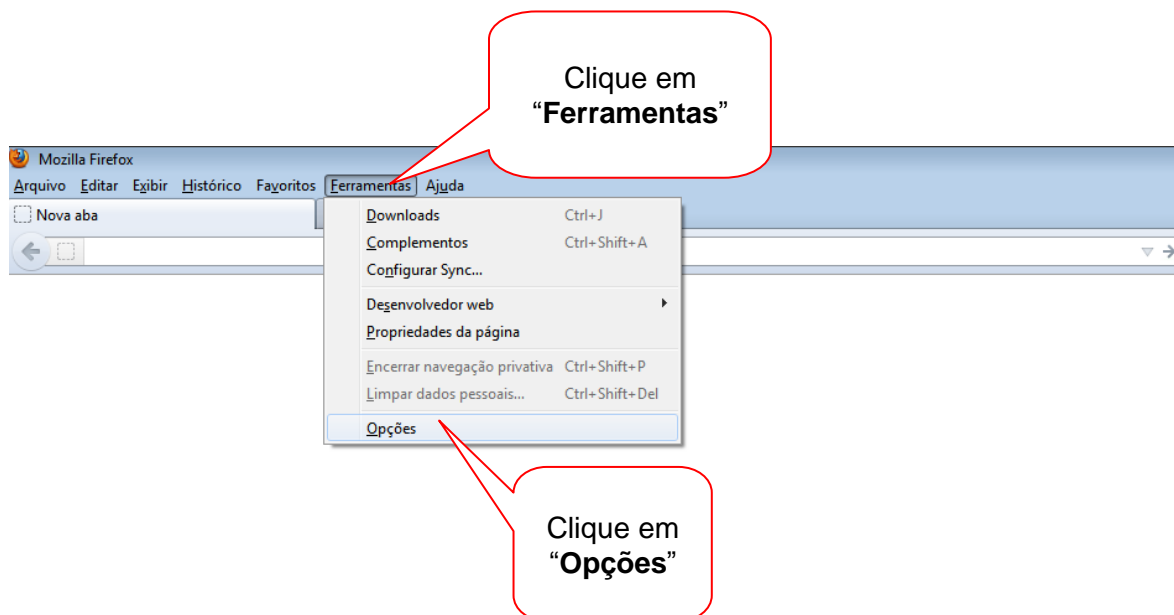 Clique em
“Ferramentas”
Mozilla Firefox
Arquivo Editar Exibir Histórico Favoritos Ferramentas Ajuda
Nova aba
Downloads Ctrl+J
Complementos Ctrl+Shift+A
Configurar Sync...
Desenvolvedor web
Propriedades da página
Encerrar navegação privativa Ctrl+Shift+P
Limpar dados pessoais... Ctrl+Shift+Del
Opções
Clique em
“Opções”